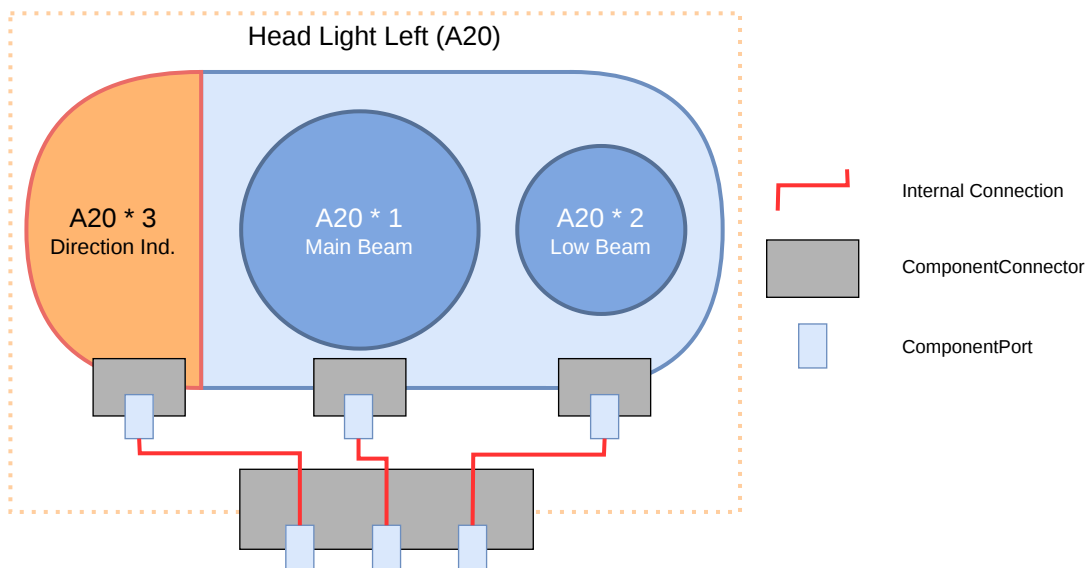 Head Light Left (A20)
A20 * 3
Direction Ind.
A20 * 1
Main Beam
A20 * 2
Low Beam
Internal Connection
ComponentConnector
ComponentPort